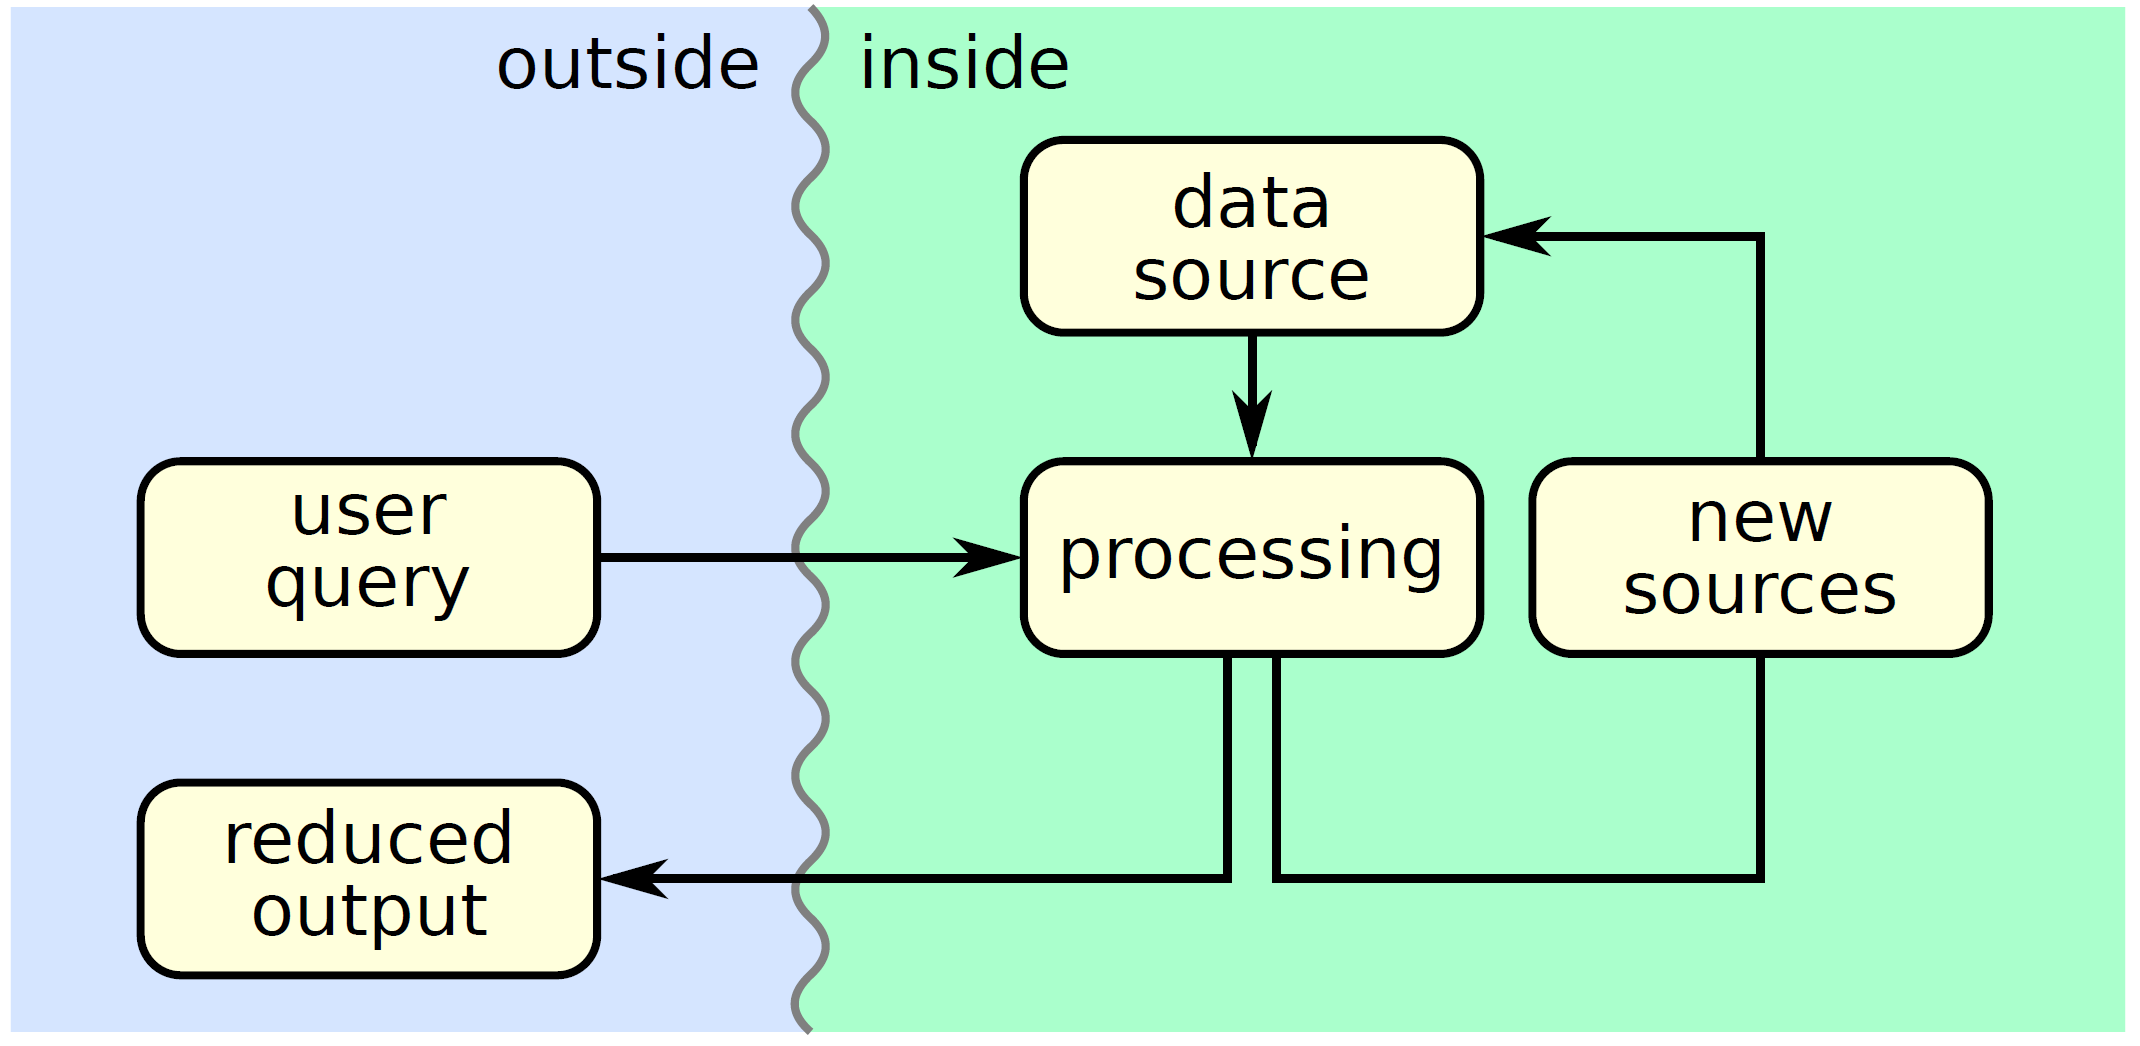 outside
inside
data
source
user
query
processing
new
sources
reduced
output